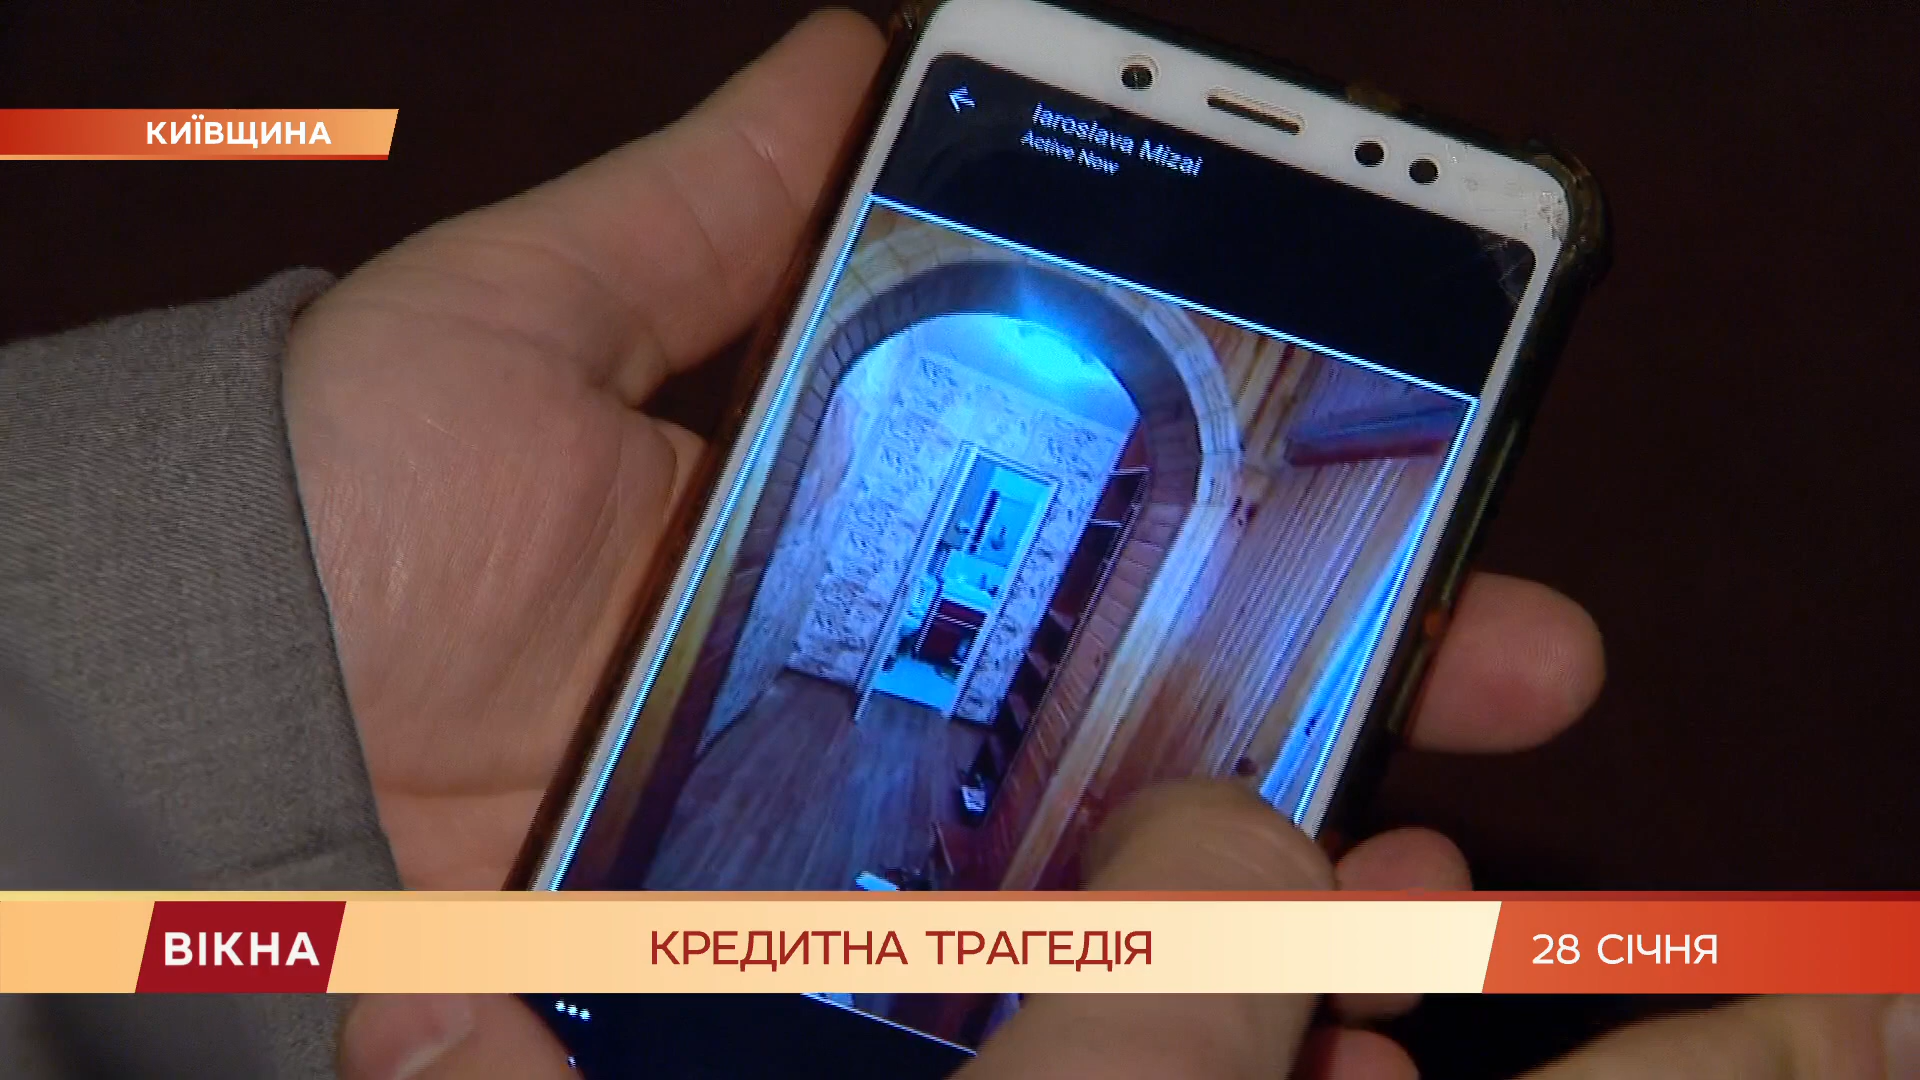 КИЇВЩИНА
Iaroslava Mizai
Active Now
ВІКНА
КРЕДИТНА ТРАГЕДІЯ
28 СІЧНЯ